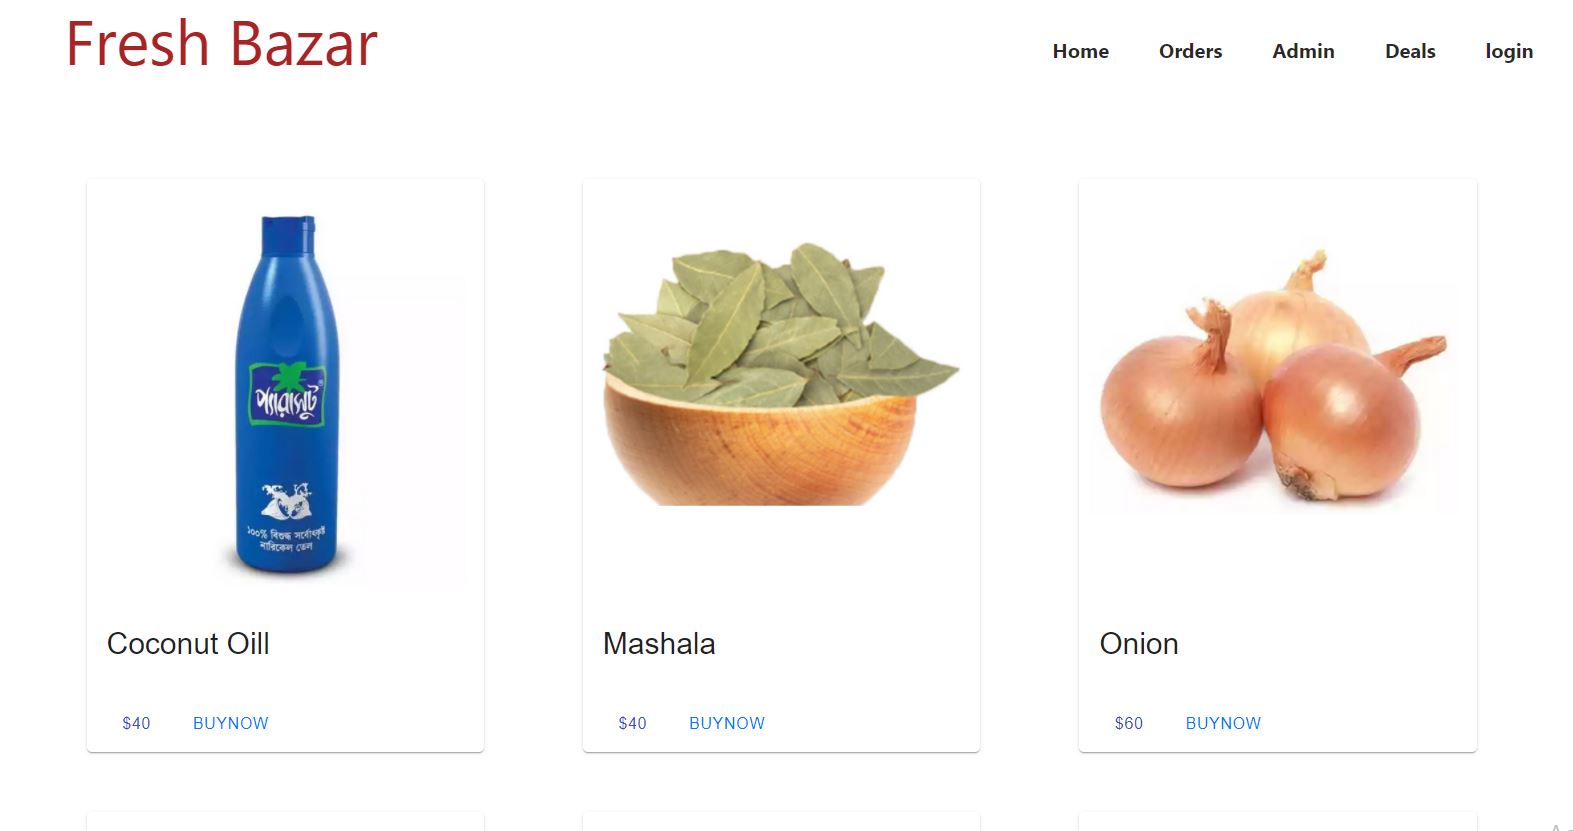 Fresh Bazar
Home Orders Admin Deals login
প্যারাসুট
১০০% বিশুদ্ধ সর্বোৎকৃষ্ট
নারিকেল তেল
Coconut Oill
Mashala
Onion
$40 BUYNOW
$40 BUYNOW
$60 BUYNOW